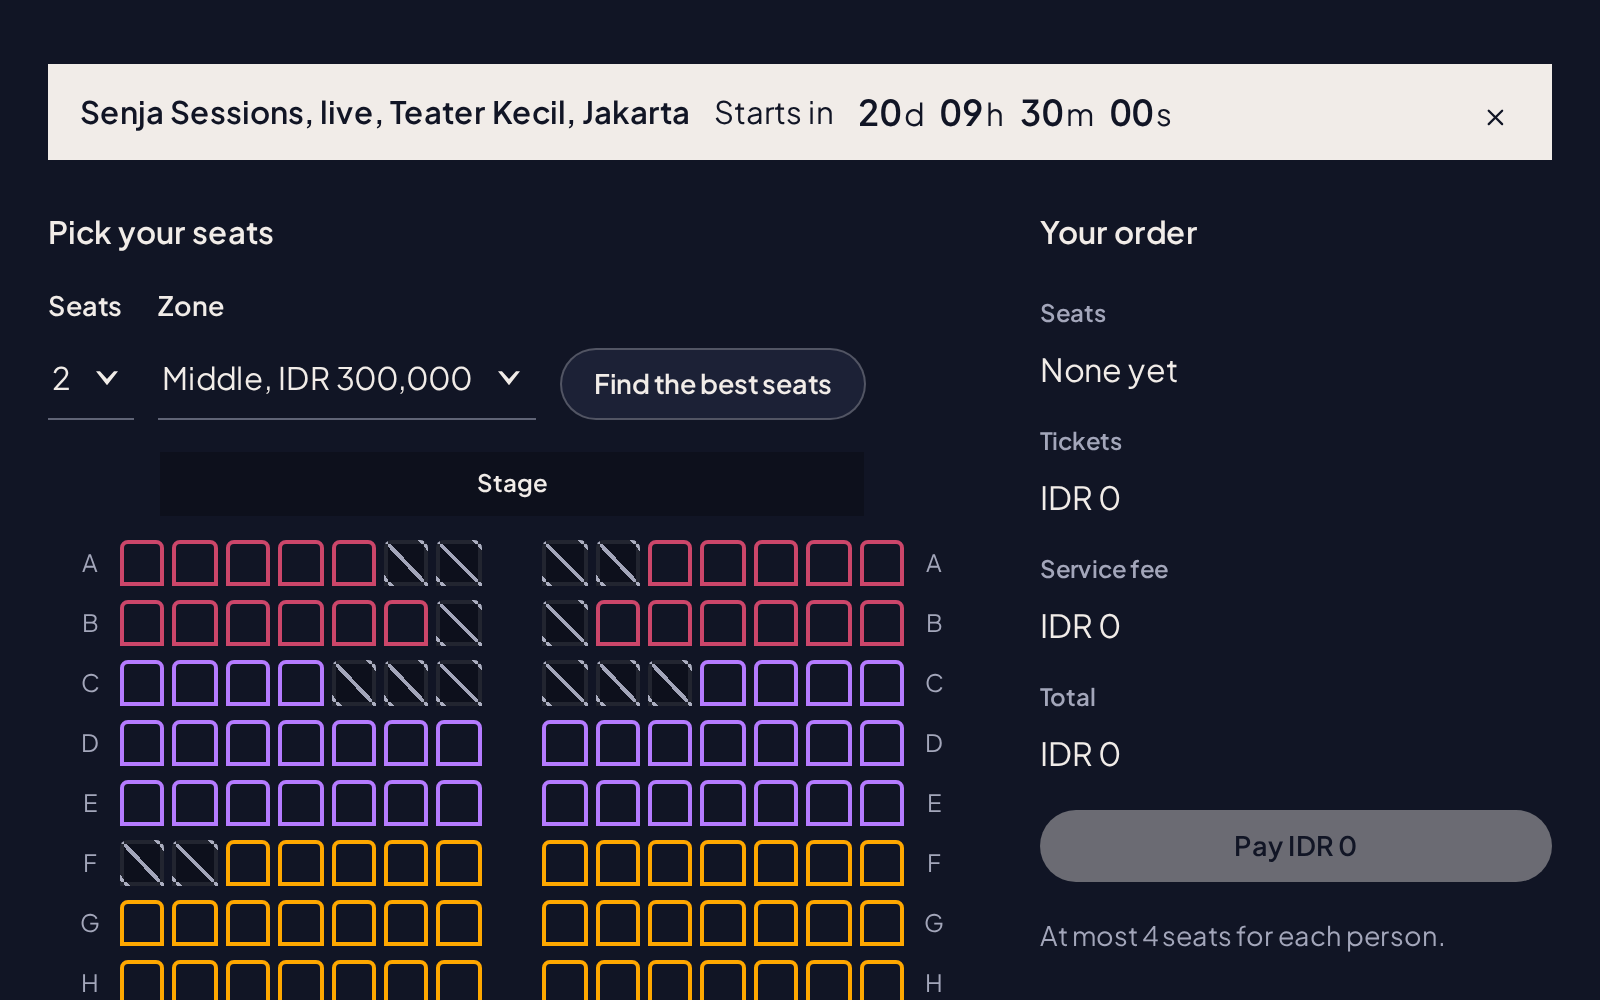 Senja Sessions, live, Teater Kecil, Jakarta Starts in 20d 09h 30m 00s ×
Pick your seats
Seats Zone
2 Middle, IDR 300,000 Find the best seats
Stage
A A
B B
C C
D D
E E
F F
G G
H H
Your order
Seats
None yet
Tickets
IDR 0
Service fee
IDR 0
Total
IDR 0
Pay IDR 0
At most 4 seats for each person.